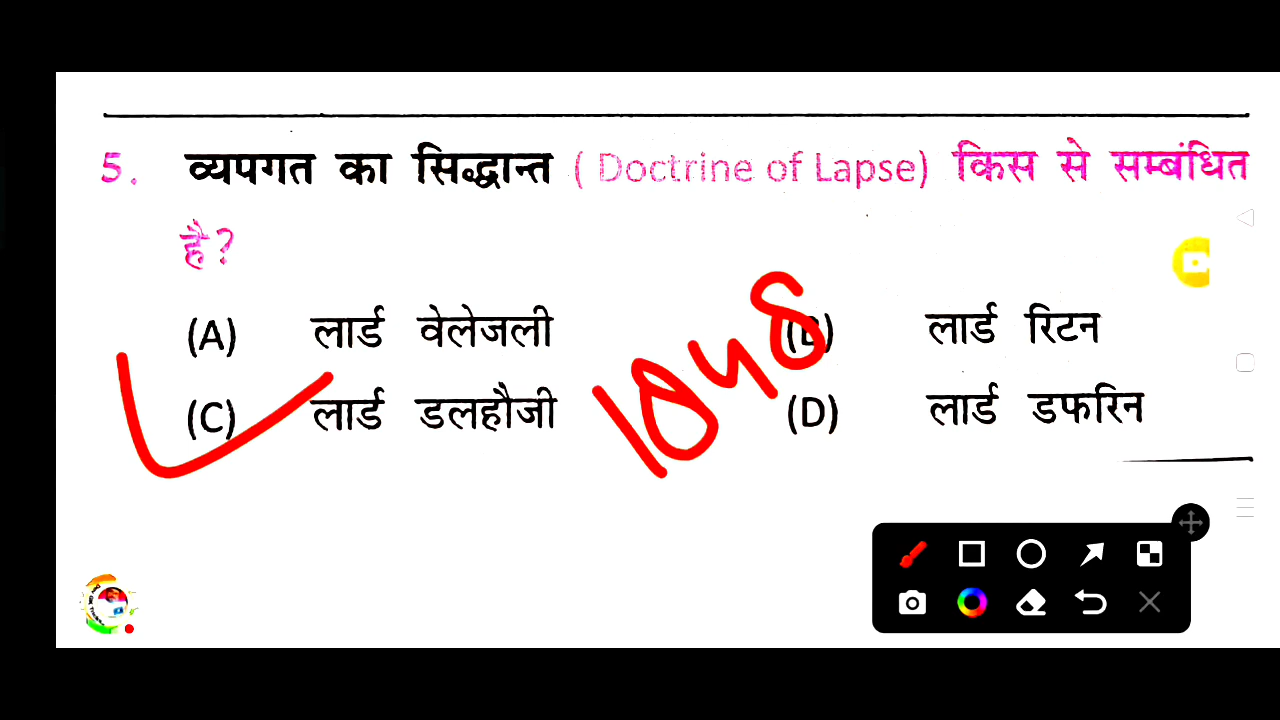 5. व्यपगत का सिद्धान्त ( Doctrine of Lapse) किस से सम्बंधित
है?
(A) लार्ड वेलेजली (B) लार्ड रिटन
(C) लार्ड डलहौजी 1848 (D) लार्ड डफरिन